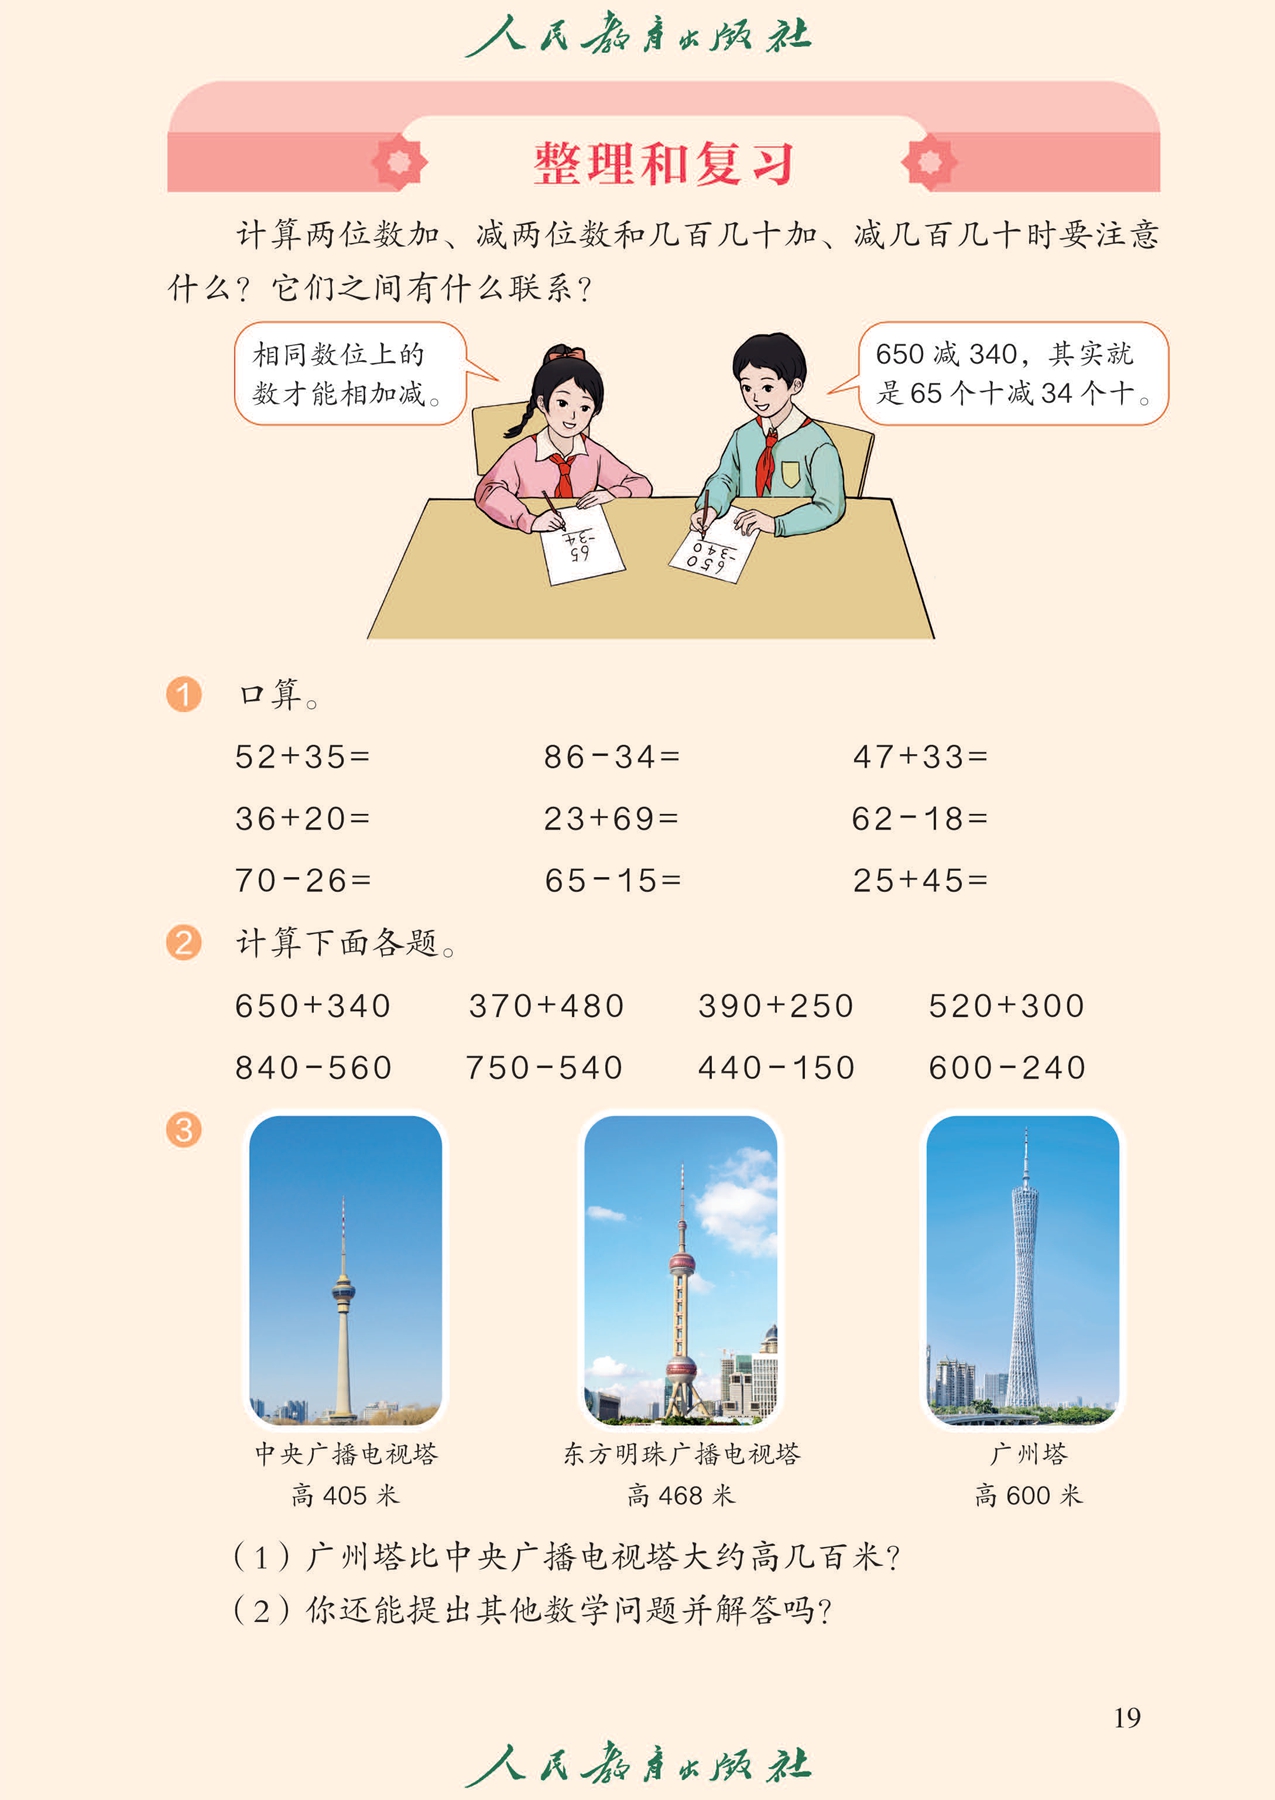 人民教育出版社
整理和复习
计算两位数加、减两位数和几百几十加、减几百几十时要注意
什么？它们之间有什么联系？
相同数位上的
数才能相加减。
650 减 340，其实就
是 65 个十减 34 个十。
65
-34
650
-340
1 口算。
52+35= 86-34= 47+33=
36+20= 23+69= 62-18=
70-26= 65-15= 25+45=
2 计算下面各题。
650+340 370+480 390+250 520+300
840-560 750-540 440-150 600-240
3
中央广播电视塔 东方明珠广播电视塔 广州塔
高 405 米 高 468 米 高 600 米
（1）广州塔比中央广播电视塔大约高几百米？
（2）你还能提出其他数学问题并解答吗？
19
人民教育出版社